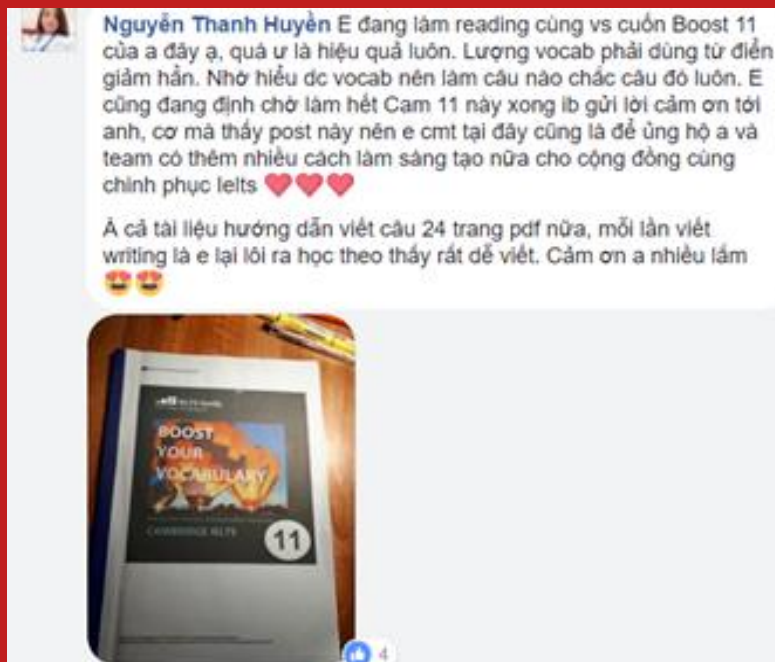 Nguyễn Thanh Huyền E đang làm reading cùng vs cuốn Boost 11
của a đây ạ, quá ư là hiệu quả luôn. Lượng vocab phải dùng từ điển
giảm hẳn. Nhờ hiểu dc vocab nên làm câu nào chắc câu đó luôn. E
cũng đang định chờ làm hết Cam 11 này xong ib gửi lời cảm ơn tới
anh, cơ mà thấy post này nên e cmt tại đây cũng là để ủng hộ a và
team có thêm nhiều cách làm sáng tạo nữa cho cộng đồng cùng
chinh phục Ielts ❤❤❤
À cả tài liệu hướng dẫn viết câu 24 trang pdf nữa, mỗi lần viết
writing là e lại lôi ra học theo thấy rất dễ viết. Cảm ơn a nhiều lắm
😍😍
BOOST
YOUR
VOCABULARY
CAMBRIDGE IELTS
11
4